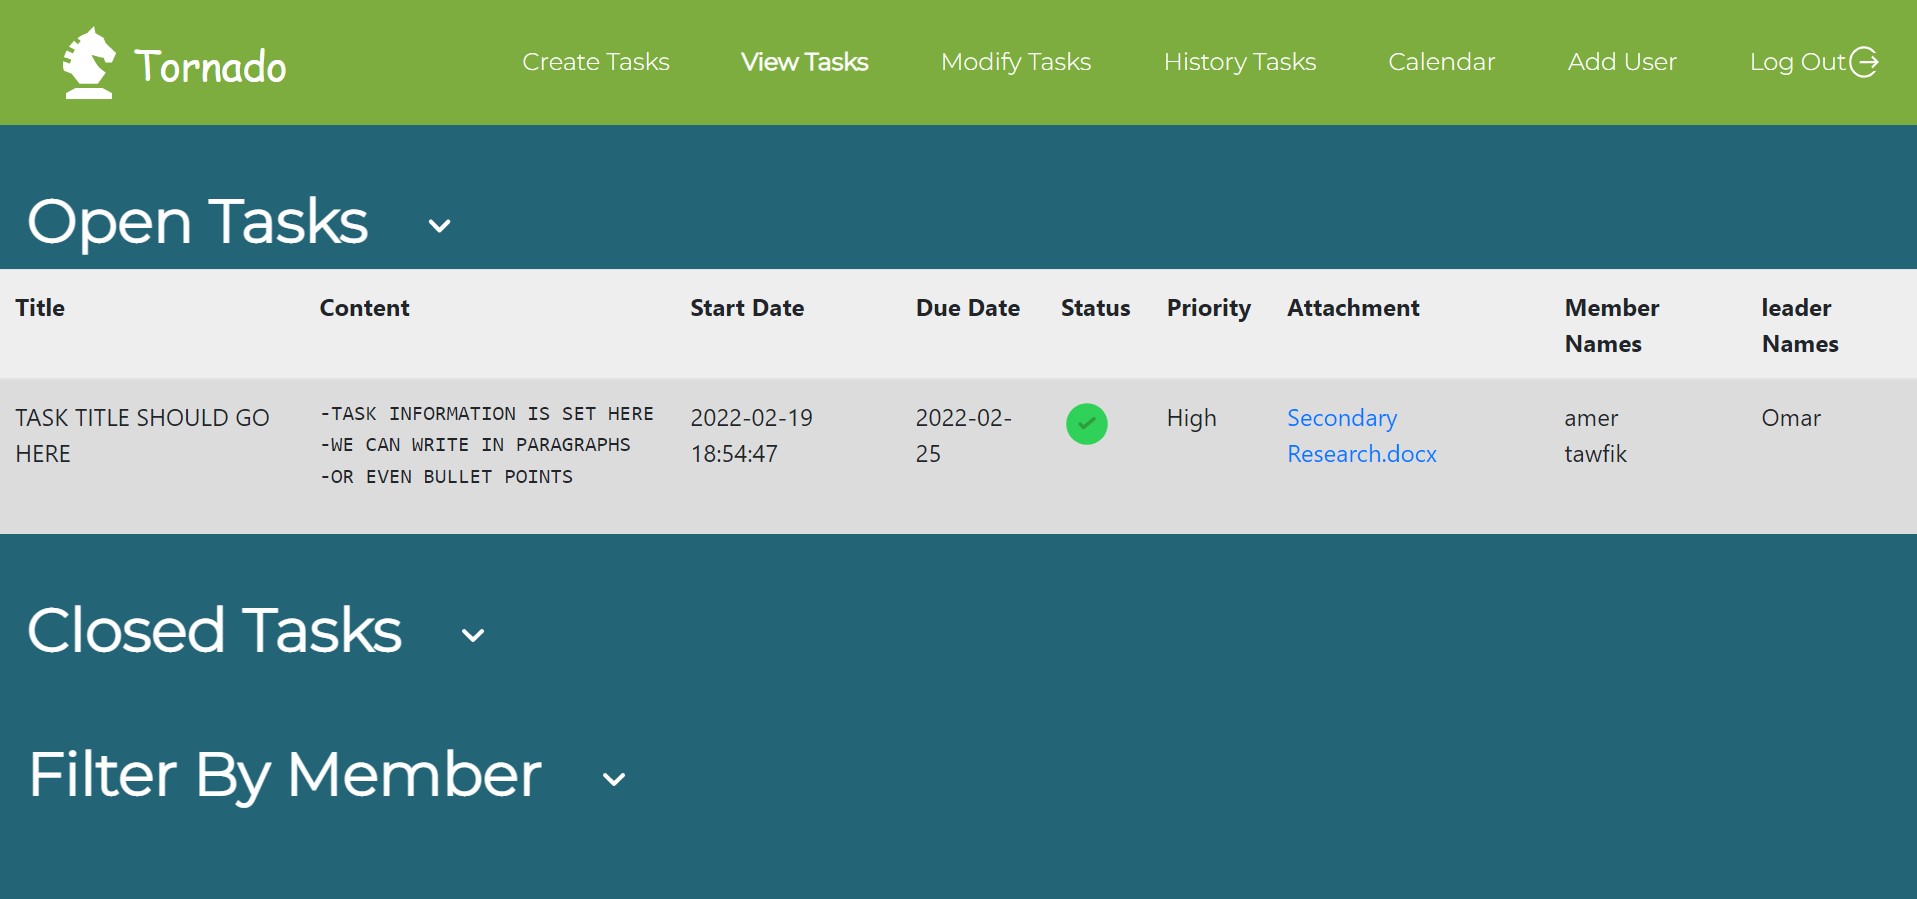 Tornado
Create Tasks View Tasks Modify Tasks History Tasks Calendar Add User Log Out
Open Tasks
Title Content Start Date Due Date Status Priority Attachment Member Names leader Names
TASK TITLE SHOULD GO HERE
-TASK INFORMATION IS SET HERE
-WE CAN WRITE IN PARAGRAPHS
-OR EVEN BULLET POINTS
2022-02-19
18:54:47
2022-02-
25
High
Secondary
Research.docx
amer
tawfik
Omar
Closed Tasks
Filter By Member